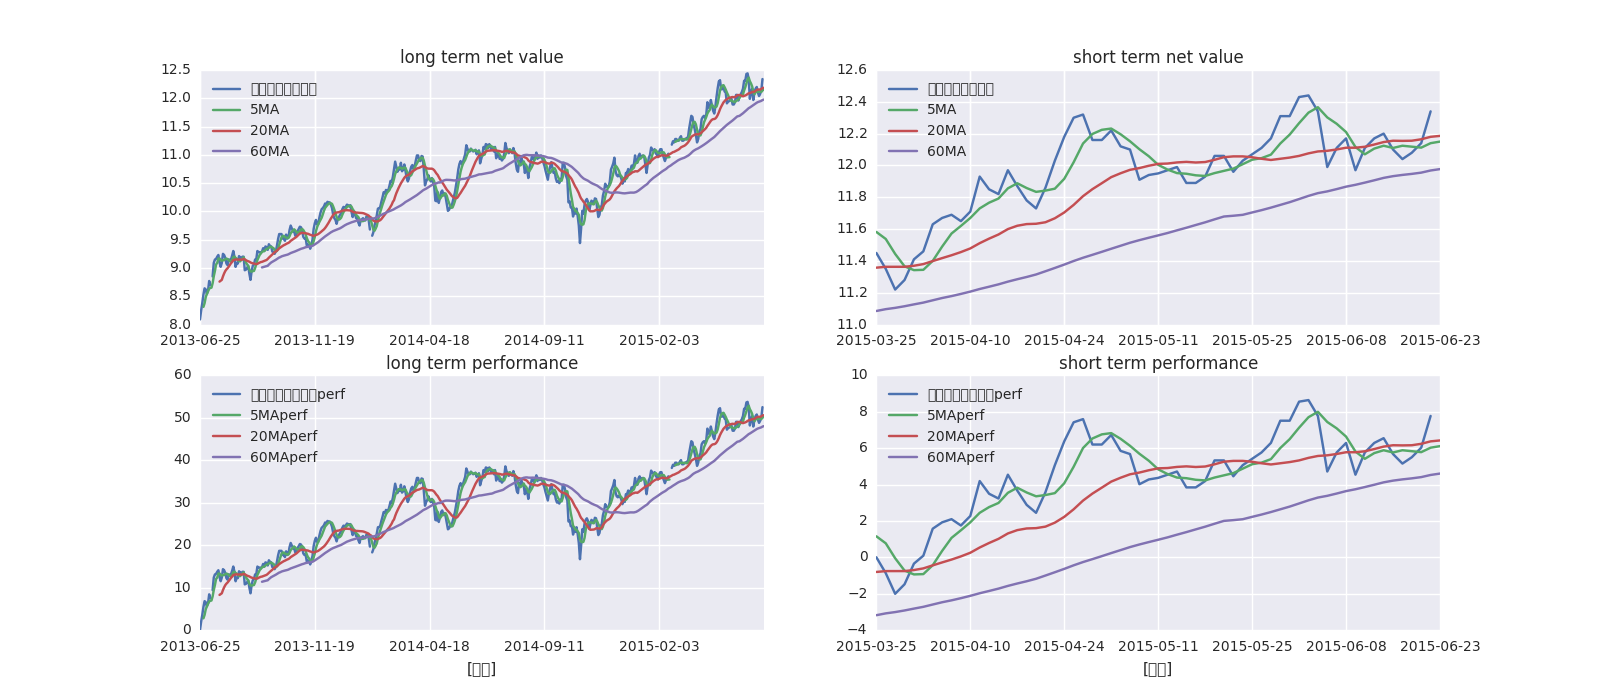 long term net value
12.5
12.0
11.5
11.0
10.5
10.0
9.5
9.0
8.5
8.0
5MA
20MA
60MA
2013-06-25 2013-11-19 2014-04-18 2014-09-11 2015-02-03
short term net value
12.6
12.4
12.2
12.0
11.8
11.6
11.4
11.2
11.0
5MA
20MA
60MA
2015-03-25 2015-04-10 2015-04-24 2015-05-11 2015-05-25 2015-06-08 2015-06-23
long term performance
60
50
40
30
20
10
0
perf
5MAperf
20MAperf
60MAperf
2013-06-25 2013-11-19 2014-04-18 2014-09-11 2015-02-03
short term performance
10
8
6
4
2
0
−2
−4
perf
5MAperf
20MAperf
60MAperf
2015-03-25 2015-04-10 2015-04-24 2015-05-11 2015-05-25 2015-06-08 2015-06-23